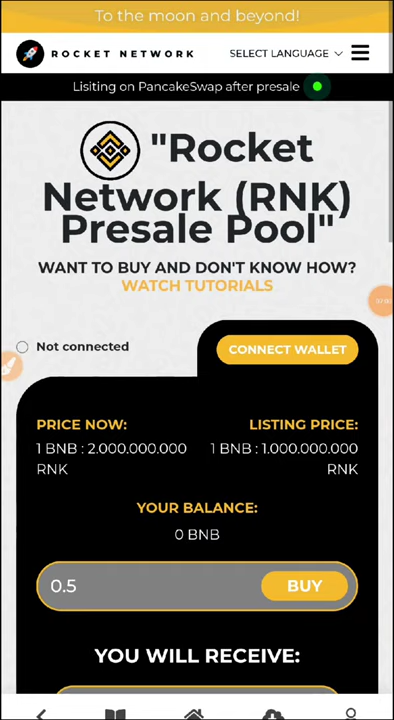 To the moon and beyond!
ROCKET NETWORK
SELECT LANGUAGE
Lisiting on PancakeSwap after presale
"Rocket
Network (RNK)
Presale Pool"
WANT TO BUY AND DON'T KNOW HOW?
WATCH TUTORIALS
Not connected
CONNECT WALLET
PRICE NOW:
1 BNB : 2.000.000.000
RNK
LISTING PRICE:
1 BNB : 1.000.000.000
RNK
YOUR BALANCE:
0 BNB
0.5
BUY
YOU WILL RECEIVE: